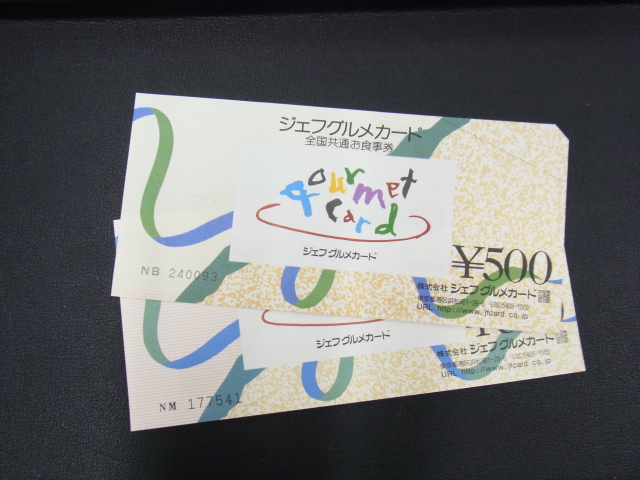 ジェフグルメカード
全国共通お食事券
gourmet
card
ジェフグルメカード
¥500
NB 240093
株式会社 ジェフグルメカード
URL http://www.jfcard.co.jp
ジェフグルメカード
株式会社 ジェフグルメカード
URL http://www.jfcard.co.jp
NM 177541